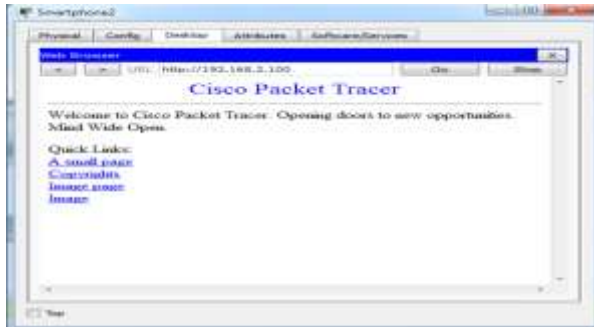 Smartphone2
Physical Config Desktop Attributes Software/Services
Web Browser
< > URL http://192.168.2.100 Go Stop
Cisco Packet Tracer
Welcome to Cisco Packet Tracer. Opening doors to new opportunities.
Mind Wide Open.
Quick Links:
A small page
Copyrights
Image page
Image
Top